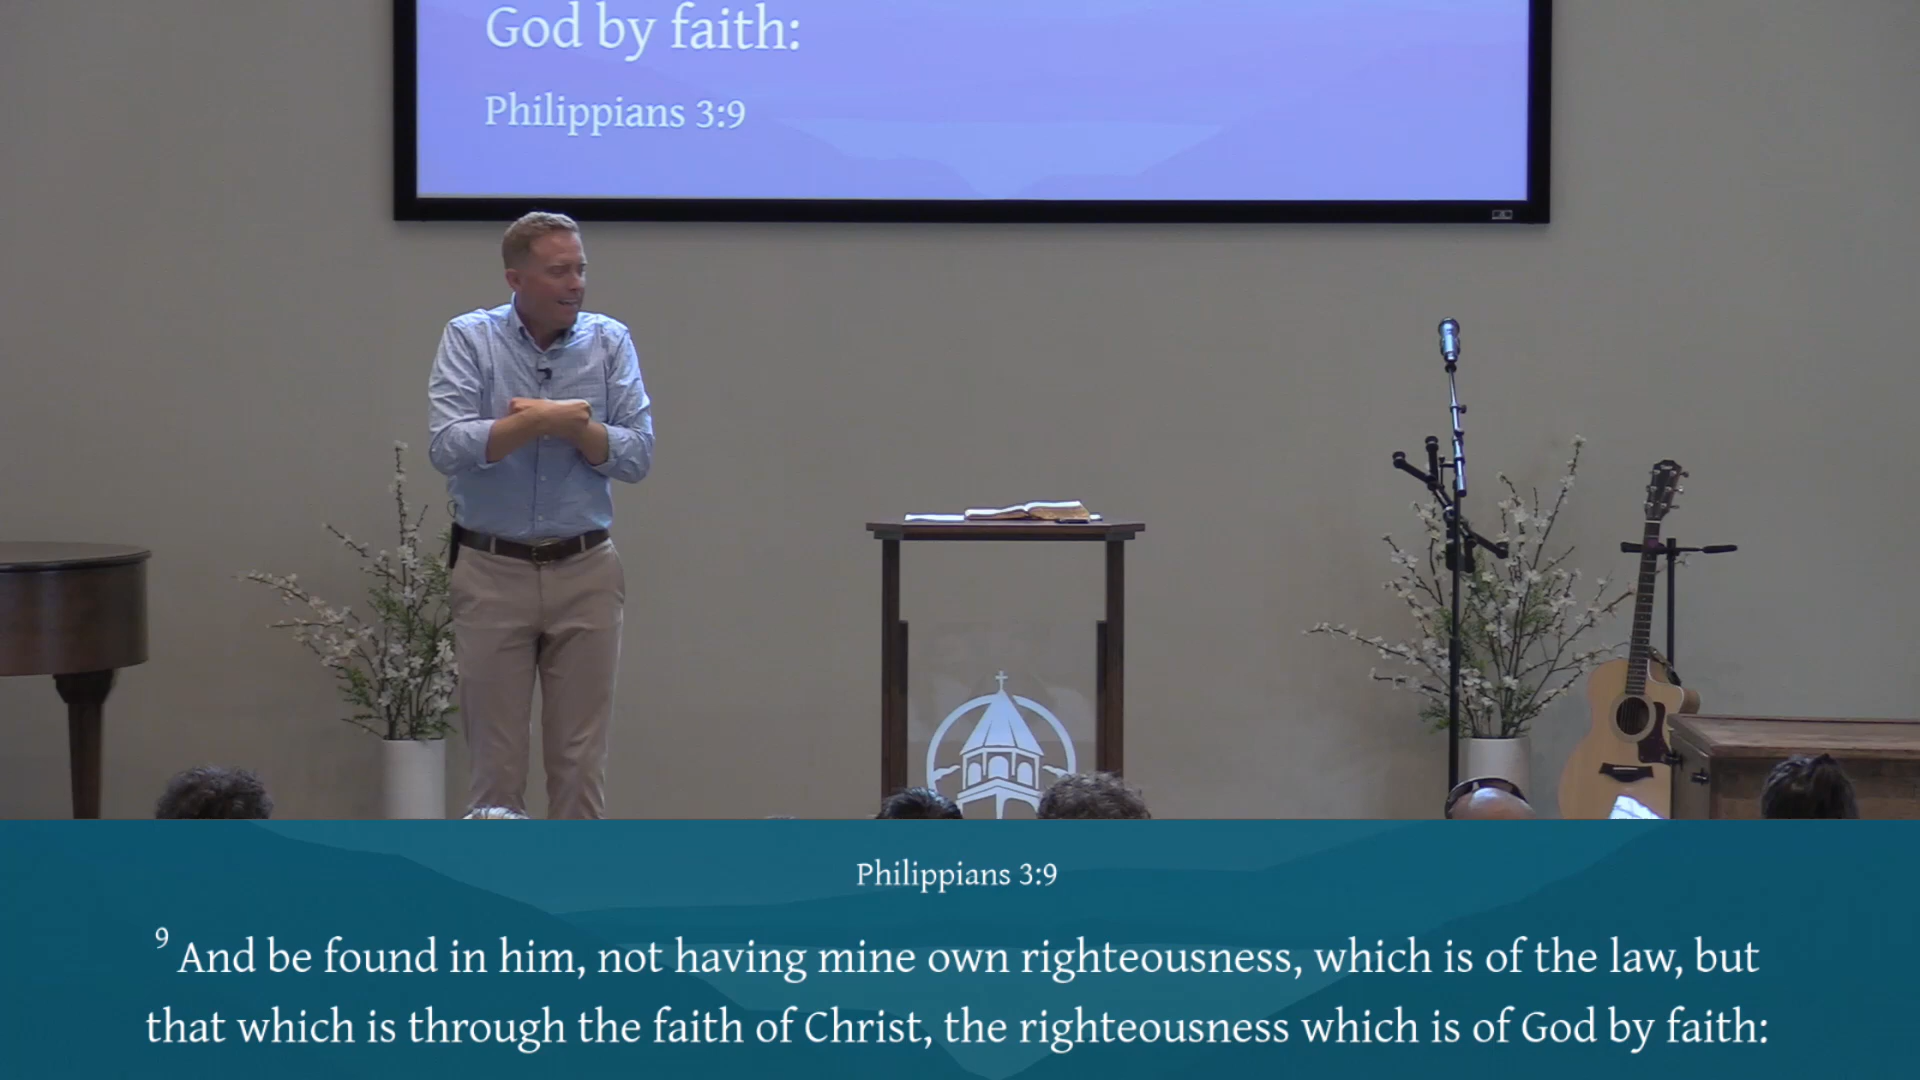 God by faith:
Philippians 3:9
Philippians 3:9
9 And be found in him, not having mine own righteousness, which is of the law, but
that which is through the faith of Christ, the righteousness which is of God by faith: